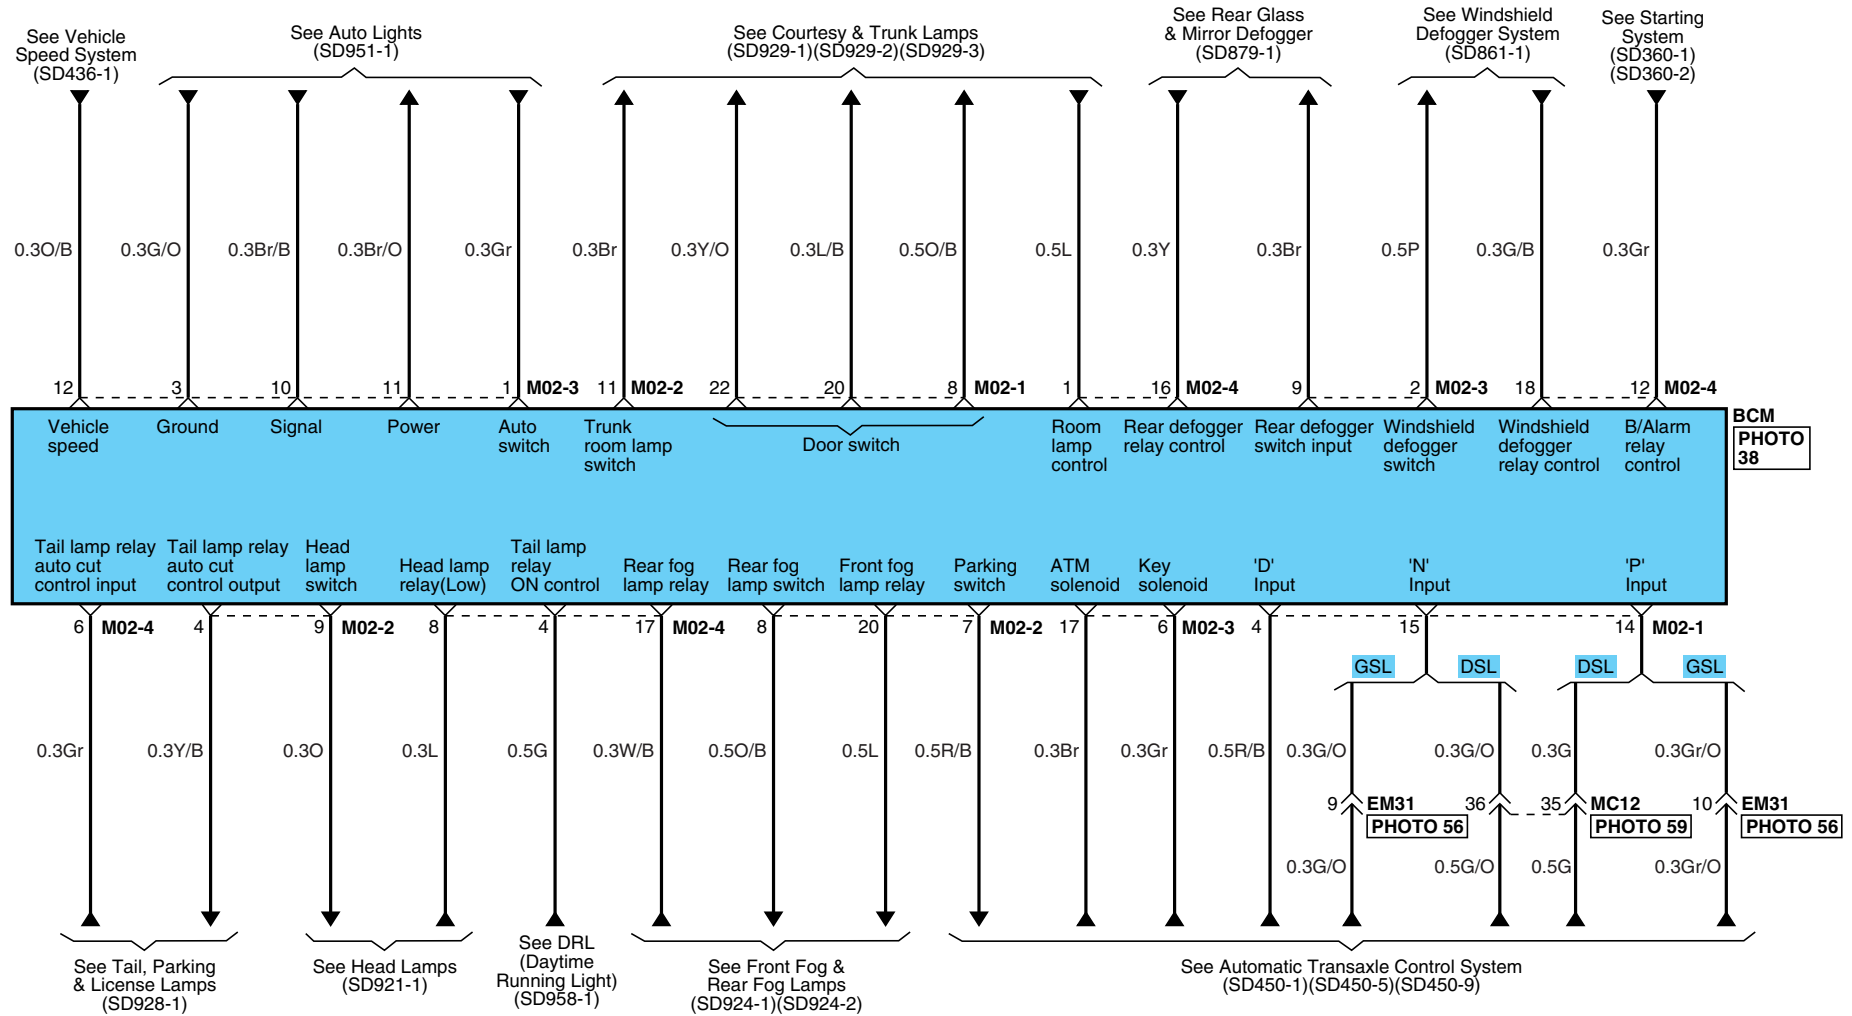 See Vehicle
Speed System
(SD436-1)
See Auto Lights
(SD951-1)
See Courtesy & Trunk Lamps
(SD929-1)(SD929-2)(SD929-3)
See Rear Glass
& Mirror Defogger
(SD879-1)
See Windshield
Defogger System
(SD861-1)
See Starting
System
(SD360-1)
(SD360-2)
0.3O/B 0.3G/O 0.3Br/B 0.3Br/O 0.3Gr 0.3Br 0.3Y/O 0.3L/B 0.5O/B 0.5L 0.3Y 0.3Br 0.5P 0.3G/B 0.3Gr
12 3 10 11 1 M02-3 11 M02-2 22 20 8 M02-1 1 16 M02-4 9 2 M02-3 18 12 M02-4
BCM
PHOTO
38
Vehicle
speed
Ground
Signal
Power
Auto
switch
Trunk
room lamp
switch
Door switch
Room
lamp
control
Rear defogger
relay control
Rear defogger
switch input
Windshield
defogger
switch
Windshield
defogger
relay control
B/Alarm
relay
control
Tail lamp relay
auto cut
control input
Tail lamp relay
auto cut
control output
Head
lamp
switch
Head lamp
relay(Low)
Tail lamp
relay
ON control
Rear fog
lamp relay
Rear fog
lamp switch
Front fog
lamp relay
Parking
switch
ATM
solenoid
Key
solenoid
'D'
Input
'N'
Input
'P'
Input
6 M02-4 4 9 M02-2 8 4 17 M02-4 8 20 7 M02-2 17 6 M02-3 4 15 14 M02-1
GSL DSL DSL GSL
0.3Gr 0.3Y/B 0.3O 0.3L 0.5G 0.3W/B 0.5O/B 0.5L 0.5R/B 0.3Br 0.3Gr 0.5R/B 0.3G/O 0.3G/O 0.3G 0.3Gr/O
9 EM31 36 35 MC12 10 EM31
PHOTO 56 PHOTO 59 PHOTO 56
0.3G/O 0.5G/O 0.5G 0.3Gr/O
See Tail, Parking
& License Lamps
(SD928-1)
See Head Lamps
(SD921-1)
See DRL
(Daytime
Running Light)
(SD958-1)
See Front Fog &
Rear Fog Lamps
(SD924-1)(SD924-2)
See Automatic Transaxle Control System
(SD450-1)(SD450-5)(SD450-9)